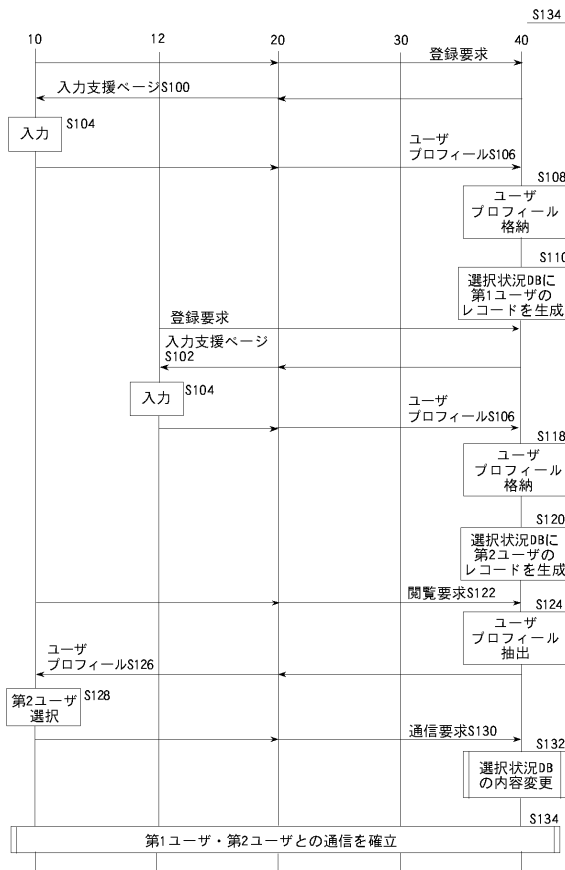 S134
10 12 20 30 40
登録要求
入力支援ページS100
入力
S104
ユーザ
プロフィールS106
S108
ユーザ
プロフィール
格納
S110
選択状況DBに
第1ユーザの
レコードを生成
登録要求
入力支援ページ
S102
入力
S104
ユーザ
プロフィールS106
S118
ユーザ
プロフィール
格納
S120
選択状況DBに
第2ユーザの
レコードを生成
閲覧要求S122
S124
ユーザ
プロフィール
抽出
ユーザ
プロフィールS126
第2ユーザ
選択
S128
通信要求S130
S132
選択状況DB
の内容変更
S134
第1ユーザ・第2ユーザとの通信を確立